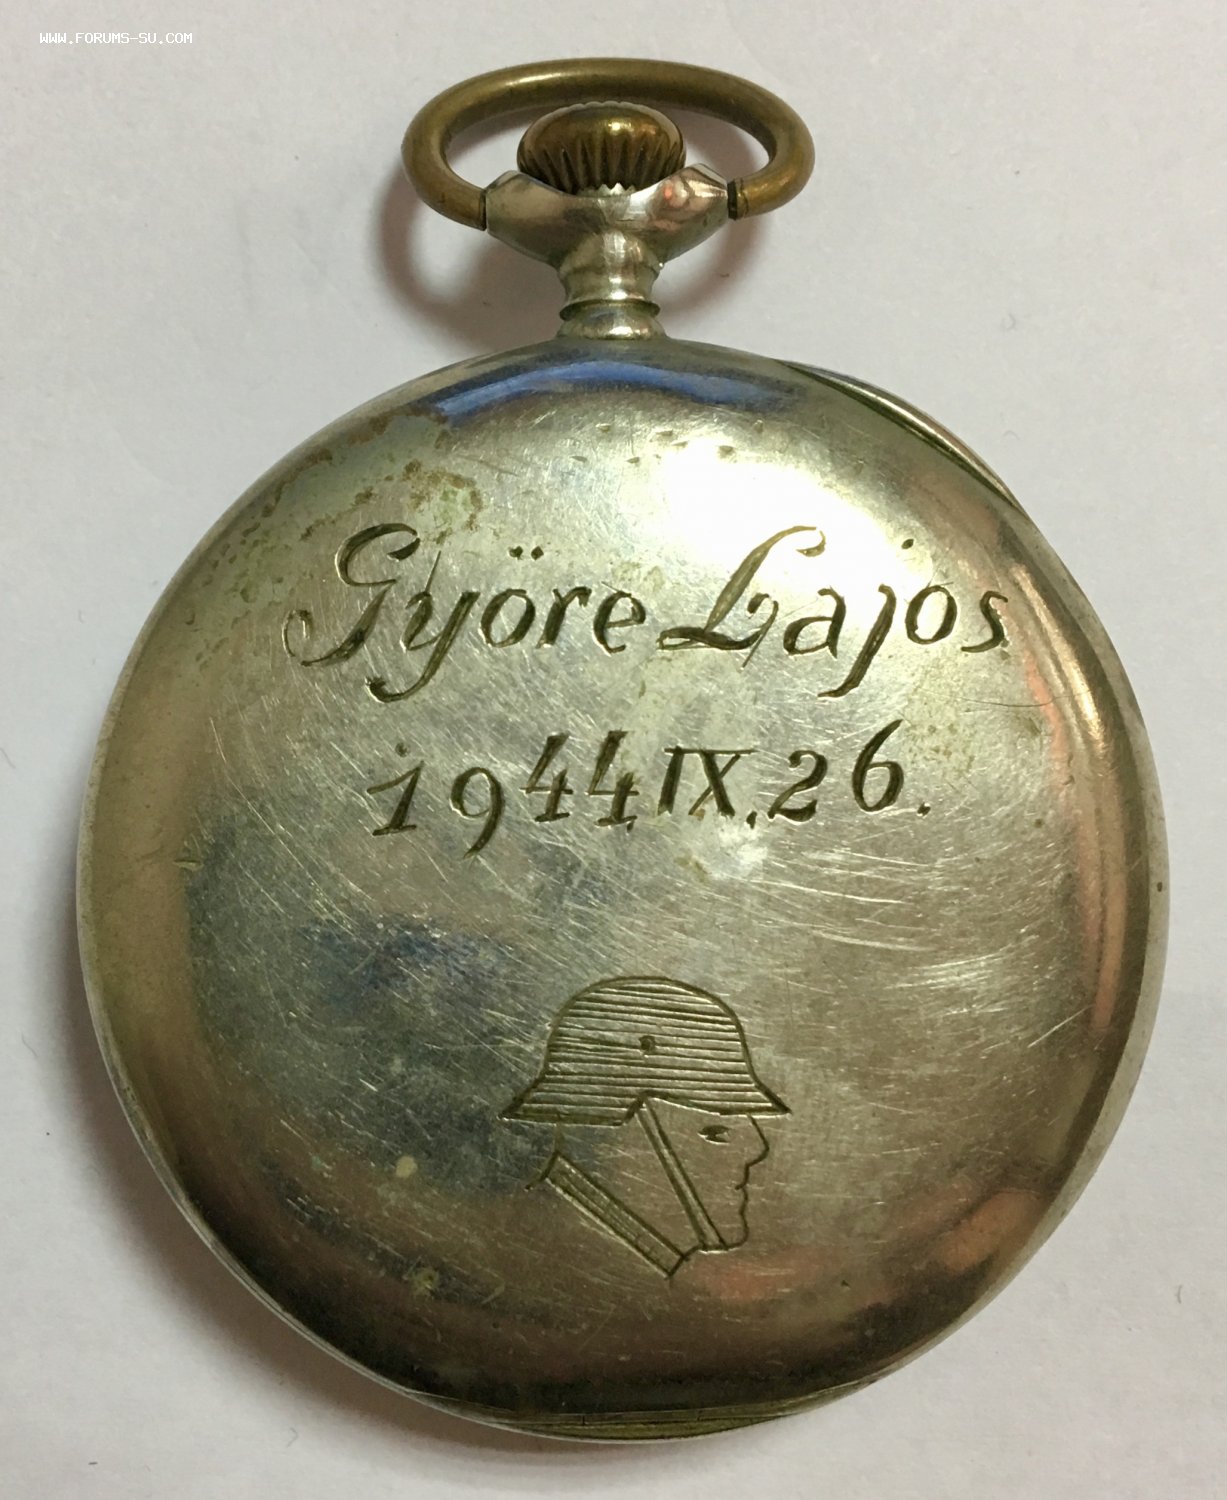 WWW.FORUMS-SU.COM
Györe Lajos
1944. IX. 26.